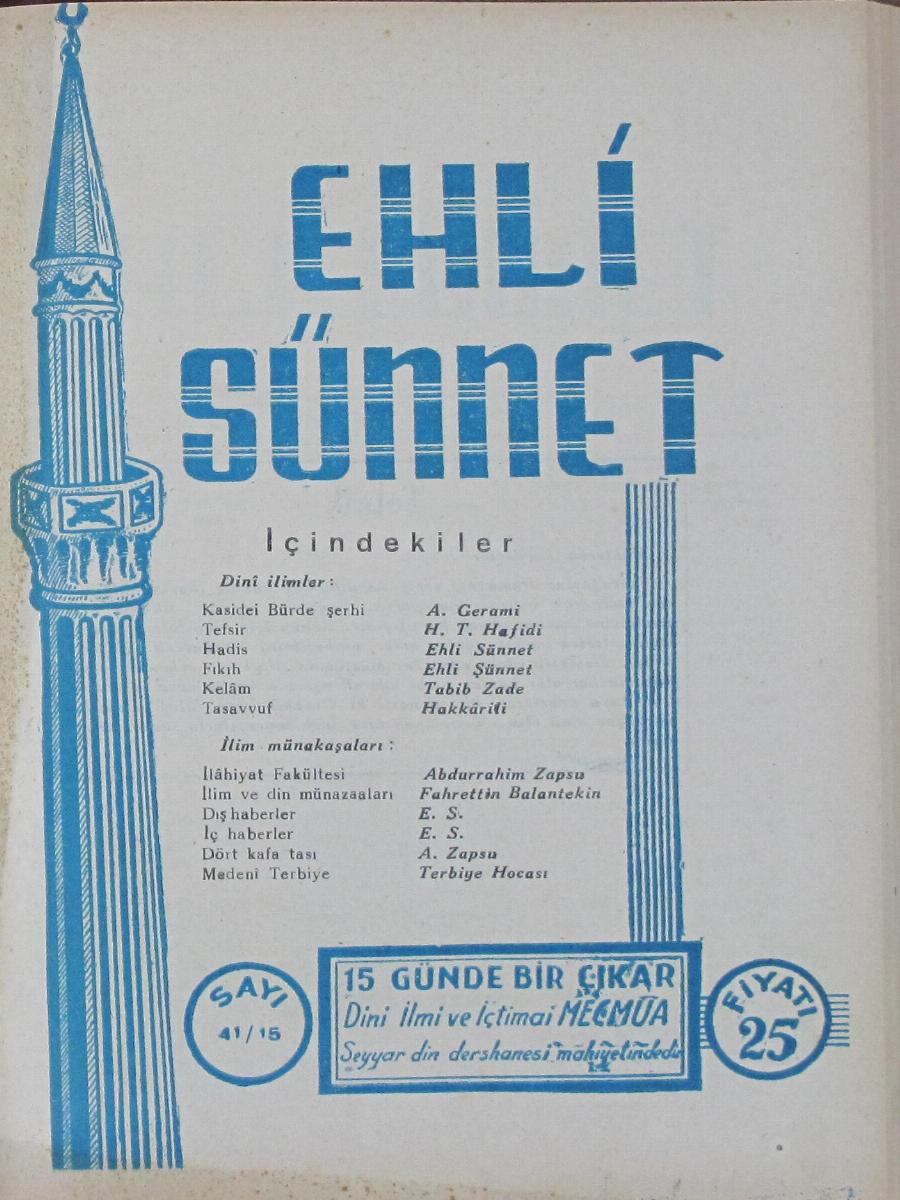 EHLİ
SÜNNET
İçindekiler
Dinî ilimler:
Kasidei Bürde şerhi A. Gerami
Tefsir H. T. Hafidi
Hadis Ehli Sünnet
Fıkıh Ehli Şünnet
Kelâm Tabib Zade
Tasavvuf Hakkârili
İlim münakaşaları:
İlâhiyat Fakültesi Abdurrahim Zapsu
İlim ve din münazaaları Fahrettin Balantekin
Dış haberler E. S.
İç haberler E. S.
Dört kafa tası A. Zapsu
Medenî Terbiye Terbiye Hocası
SAYI
41/15
15 GÜNDE BİR ÇIKAR
Dini İlmi ve İçtimai MECMUA
Seyyar din dershanesi mahiyetindedir
FİYATI
25